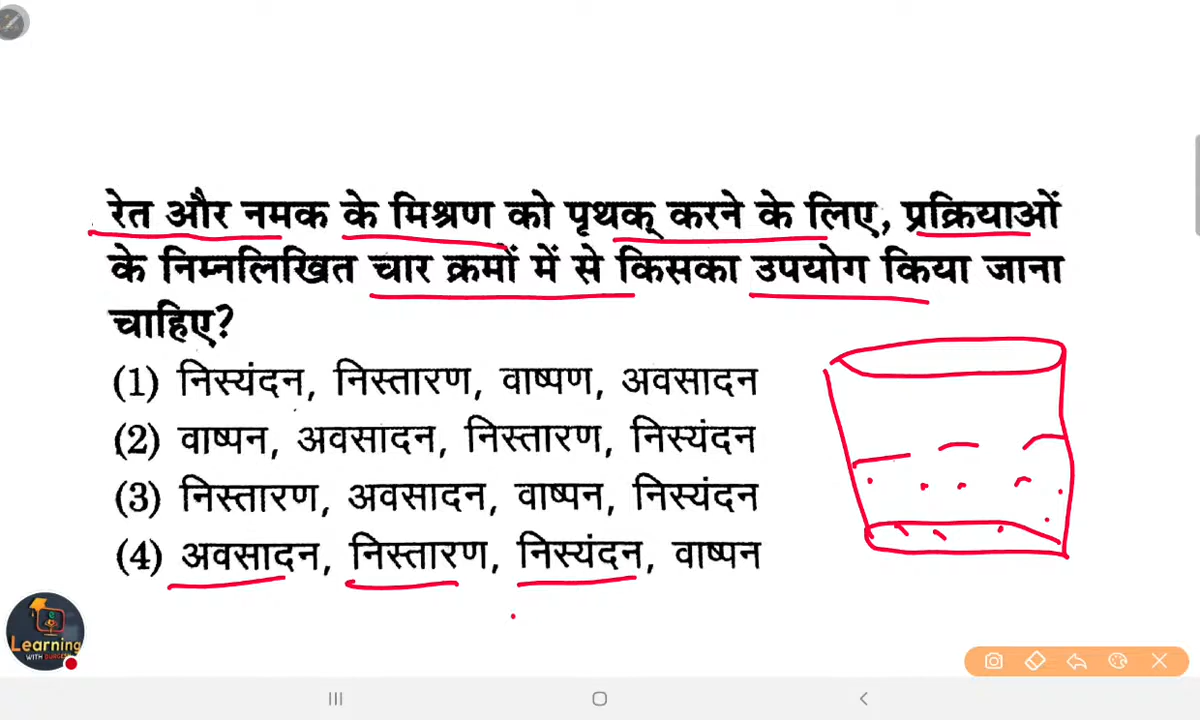 रेत और नमक के मिश्रण को पृथक् करने के लिए, प्रक्रियाओं
के निम्नलिखित चार क्रमों में से किसका उपयोग किया जाना
चाहिए?
(1) निस्यंदन, निस्तारण, वाष्पण, अवसादन
(2) वाष्पन, अवसादन, निस्तारण, निस्यंदन
(3) निस्तारण, अवसादन, वाष्पन, निस्यंदन
(4) अवसादन, निस्तारण, निस्यंदन, वाष्पन
Learning